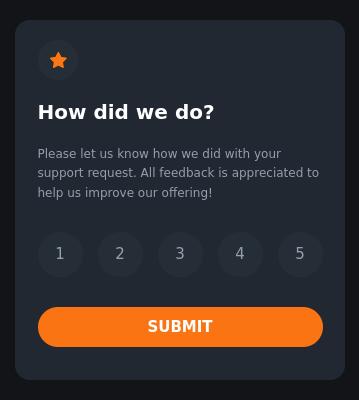 How did we do?
Please let us know how we did with your
support request. All feedback is appreciated to
help us improve our offering!
1 2 3 4 5
SUBMIT